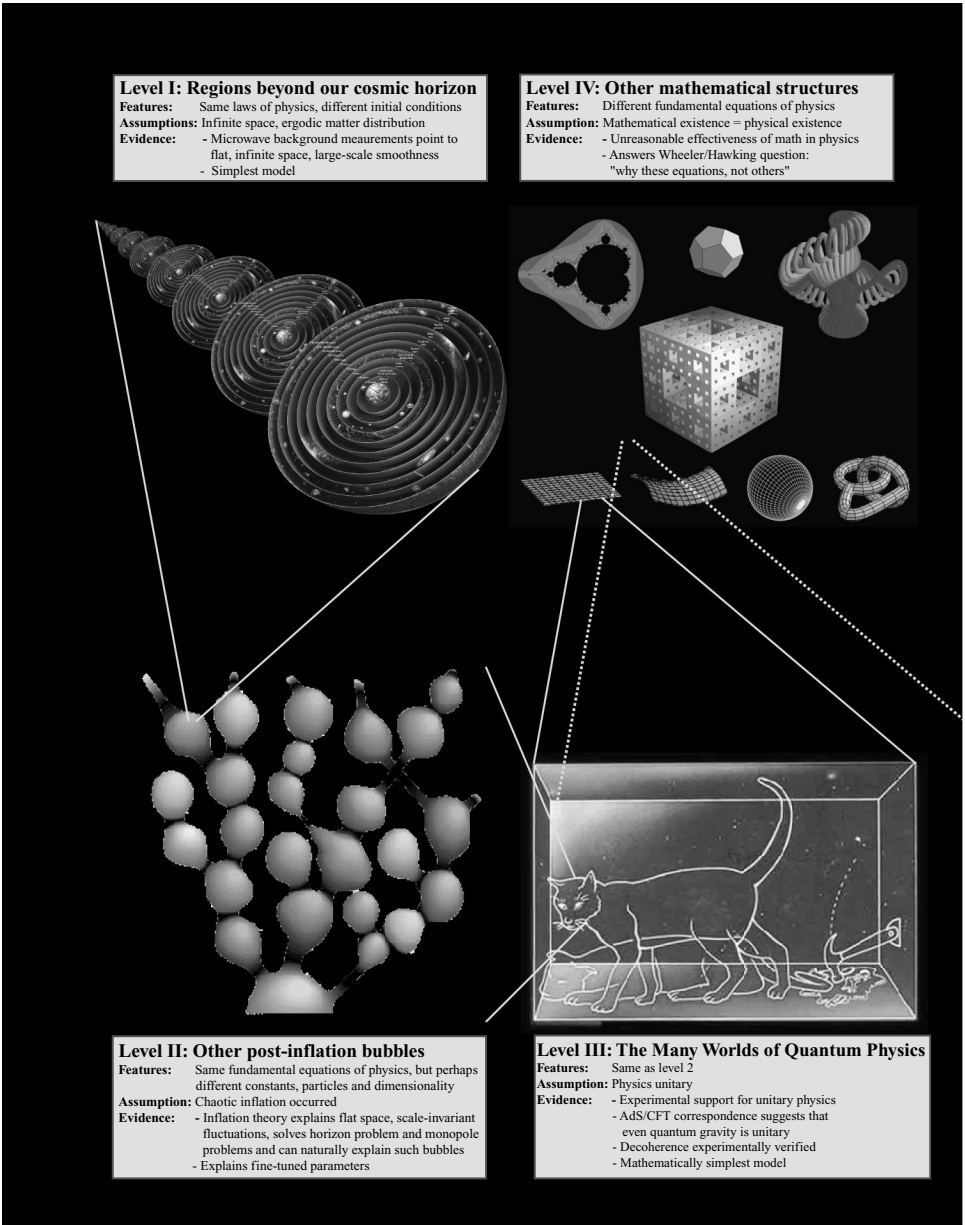 Level I: Regions beyond our cosmic horizon
Features: Same laws of physics, different initial conditions
Assumptions: Infinite space, ergodic matter distribution
Evidence: - Microwave background meaurements point to
flat, infinite space, large-scale smoothness
- Simplest model
Level IV: Other mathematical structures
Features: Different fundamental equations of physics
Assumption: Mathematical existence = physical existence
Evidence: - Unreasonable effectiveness of math in physics
- Answers Wheeler/Hawking question:
"why these equations, not others"
Level II: Other post-inflation bubbles
Features: Same fundamental equations of physics, but perhaps
different constants, particles and dimensionality
Assumption: Chaotic inflation occurred
Evidence: - Inflation theory explains flat space, scale-invariant
fluctuations, solves horizon problem and monopole
problems and can naturally explain such bubbles
- Explains fine-tuned parameters
Level III: The Many Worlds of Quantum Physics
Features: Same as level 2
Assumption: Physics unitary
Evidence: - Experimental support for unitary physics
- AdS/CFT correspondence suggests that
even quantum gravity is unitary
- Decoherence experimentally verified
- Mathematically simplest model